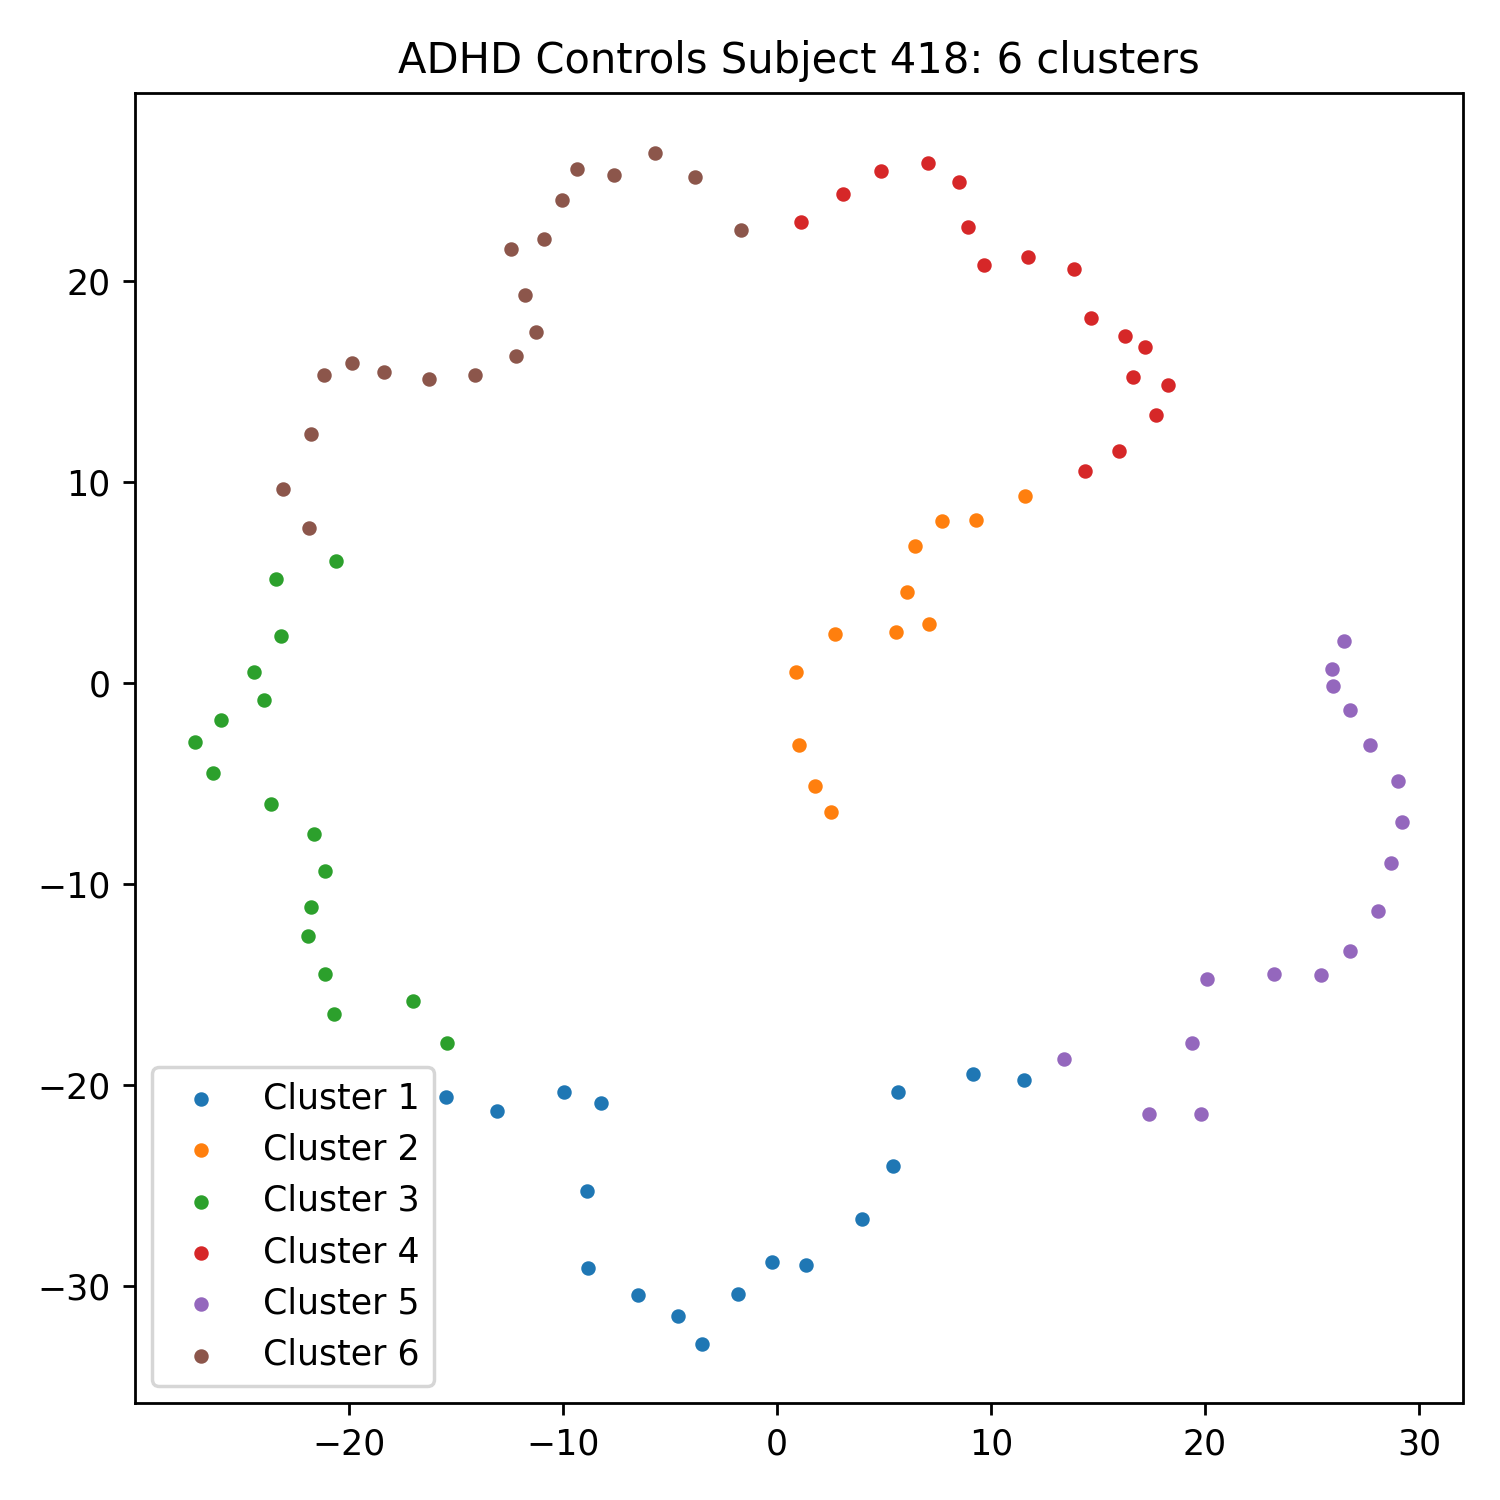 ADHD Controls Subject 418: 6 clusters
20
10
0
−10
−20
−30
Cluster 1
Cluster 2
Cluster 3
Cluster 4
Cluster 5
Cluster 6
−20 −10 0 10 20 30